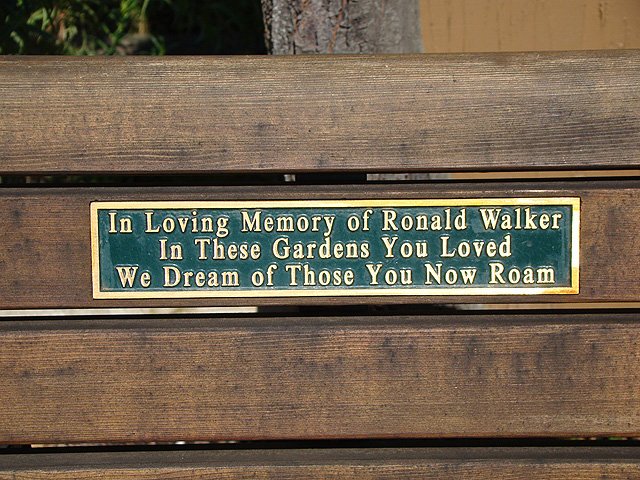 In Loving Memory of Ronald Walker
In These Gardens You Loved
We Dream of Those You Now Roam